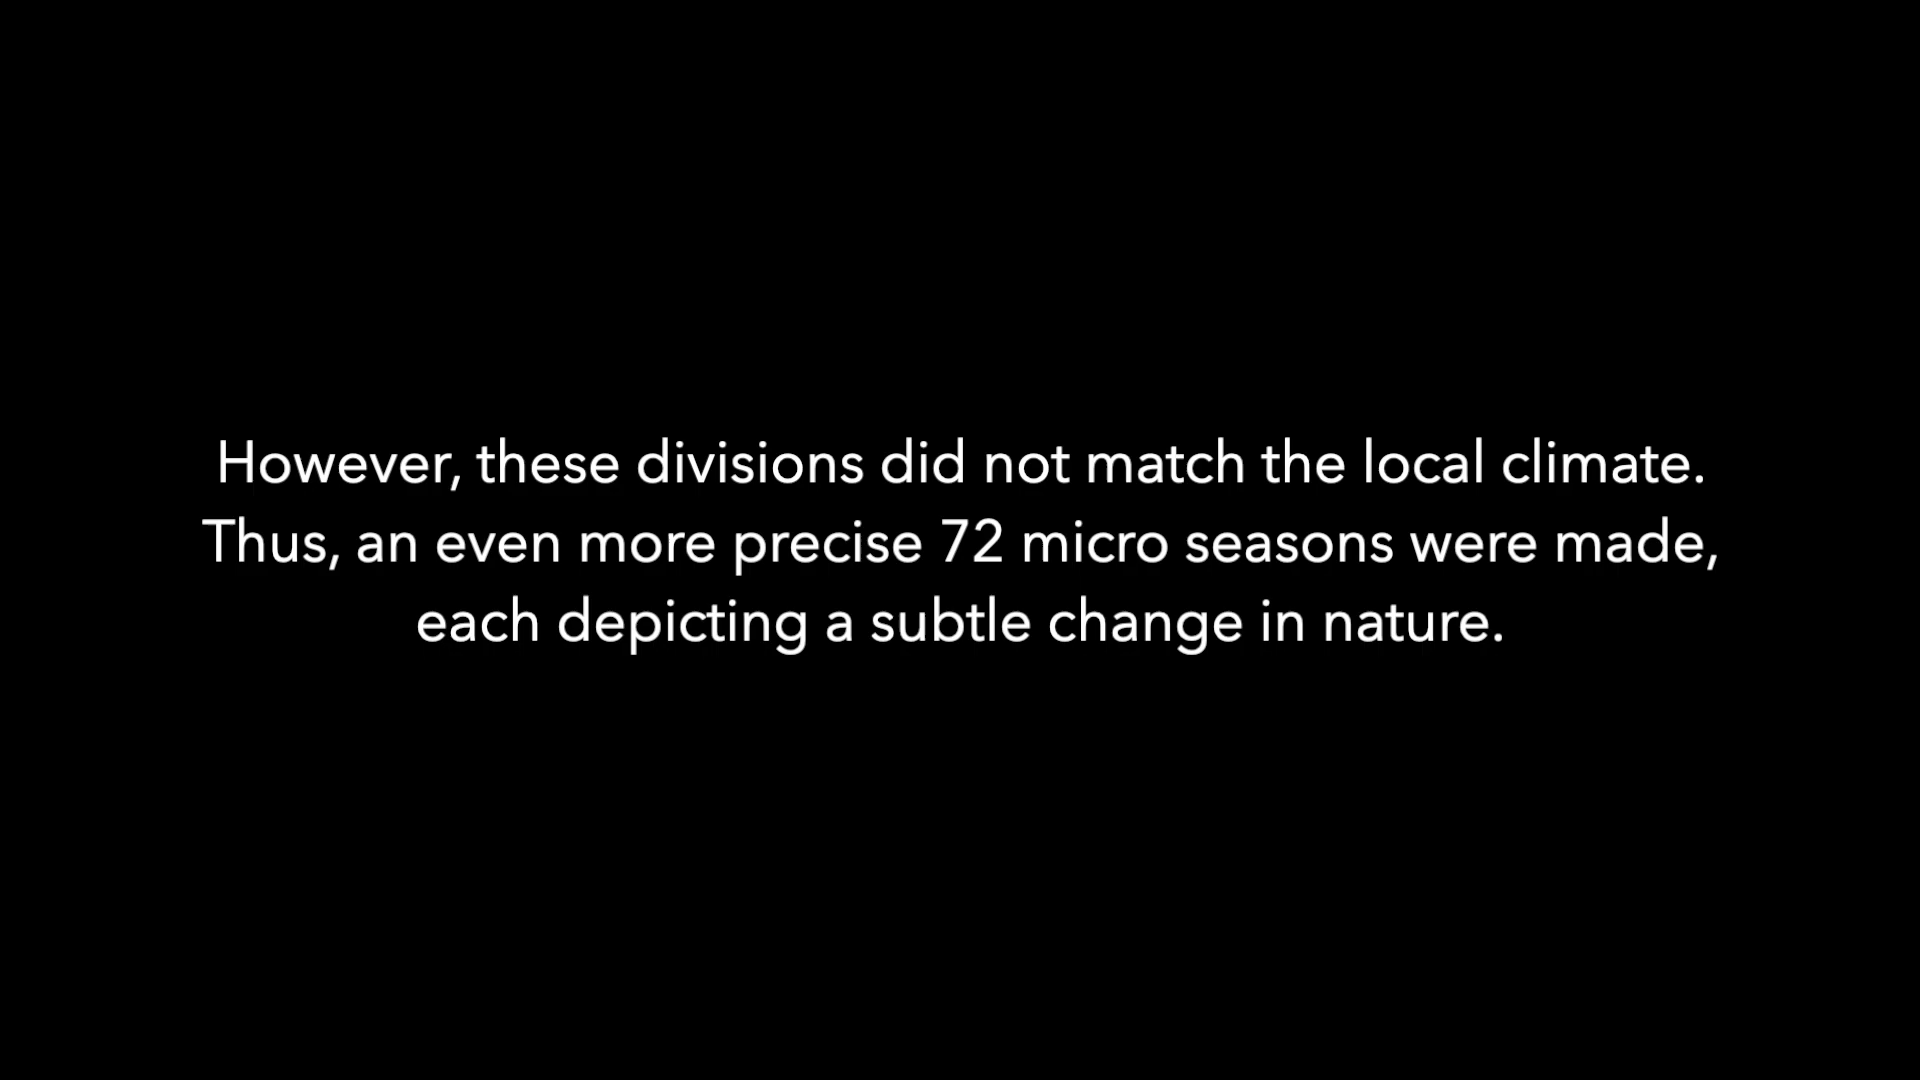 However, these divisions did not match the local climate.
Thus, an even more precise 72 micro seasons were made,
each depicting a subtle change in nature.